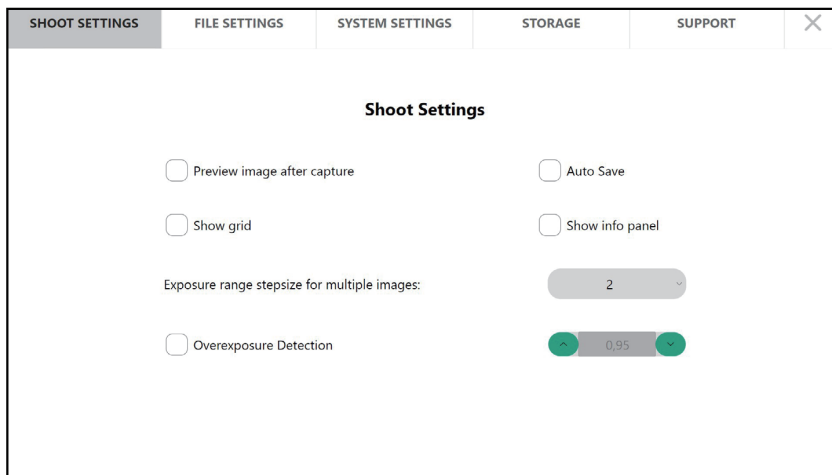 SHOOT SETTINGS FILE SETTINGS SYSTEM SETTINGS STORAGE SUPPORT
Shoot Settings
Preview image after capture Auto Save
Show grid Show info panel
Exposure range stepsize for multiple images: 2
Overexposure Detection 0,95